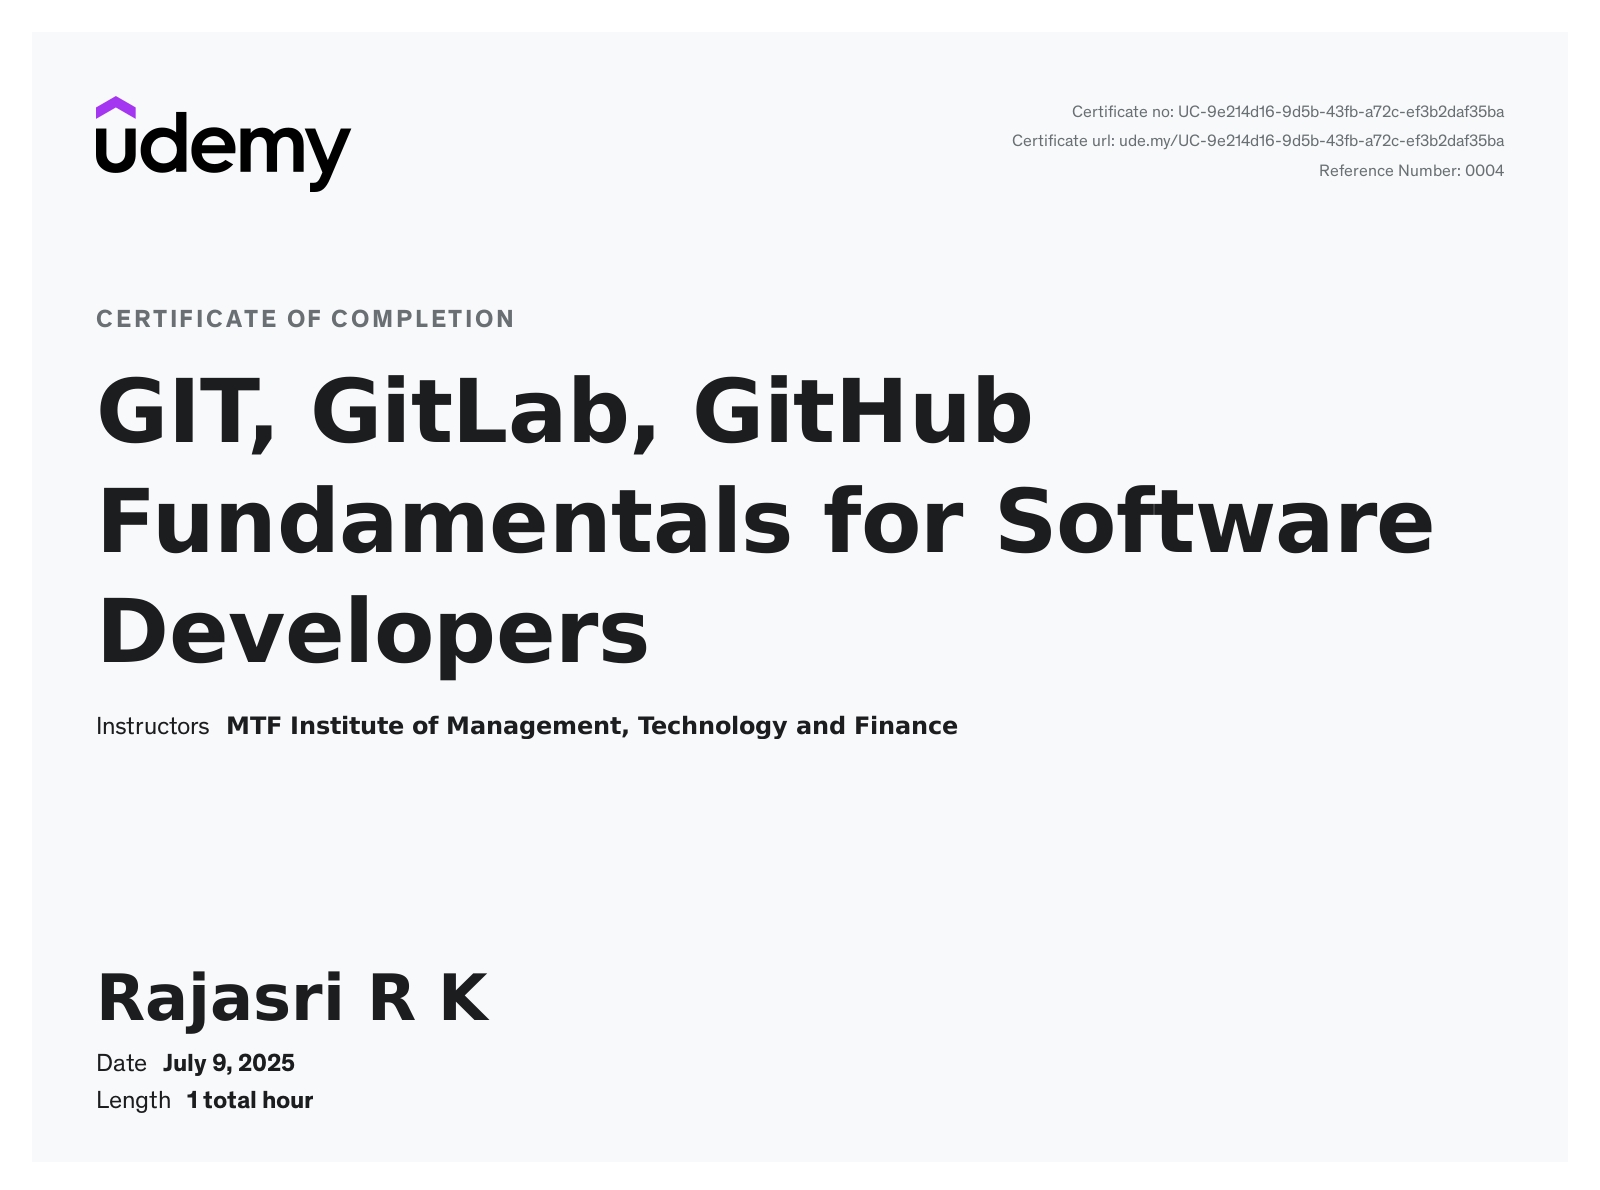 udemy
Certificate no: UC-9e214d16-9d5b-43fb-a72c-ef3b2daf35ba
Certificate url: ude.my/UC-9e214d16-9d5b-43fb-a72c-ef3b2daf35ba
Reference Number: 0004
CERTIFICATE OF COMPLETION
GIT, GitLab, GitHub
Fundamentals for Software
Developers
Instructors MTF Institute of Management, Technology and Finance
Rajasri R K
Date July 9, 2025
Length 1 total hour